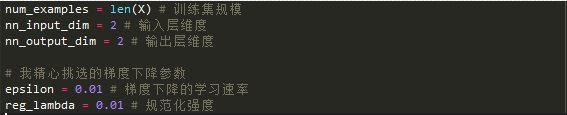 num_examples = len(X) # 训练集规模
nn_input_dim = 2 # 输入层维度
nn_output_dim = 2 # 输出层维度
# 我精心挑选的梯度下降参数
epsilon = 0.01 # 梯度下降的学习速率
reg_lambda = 0.01 # 规范化强度